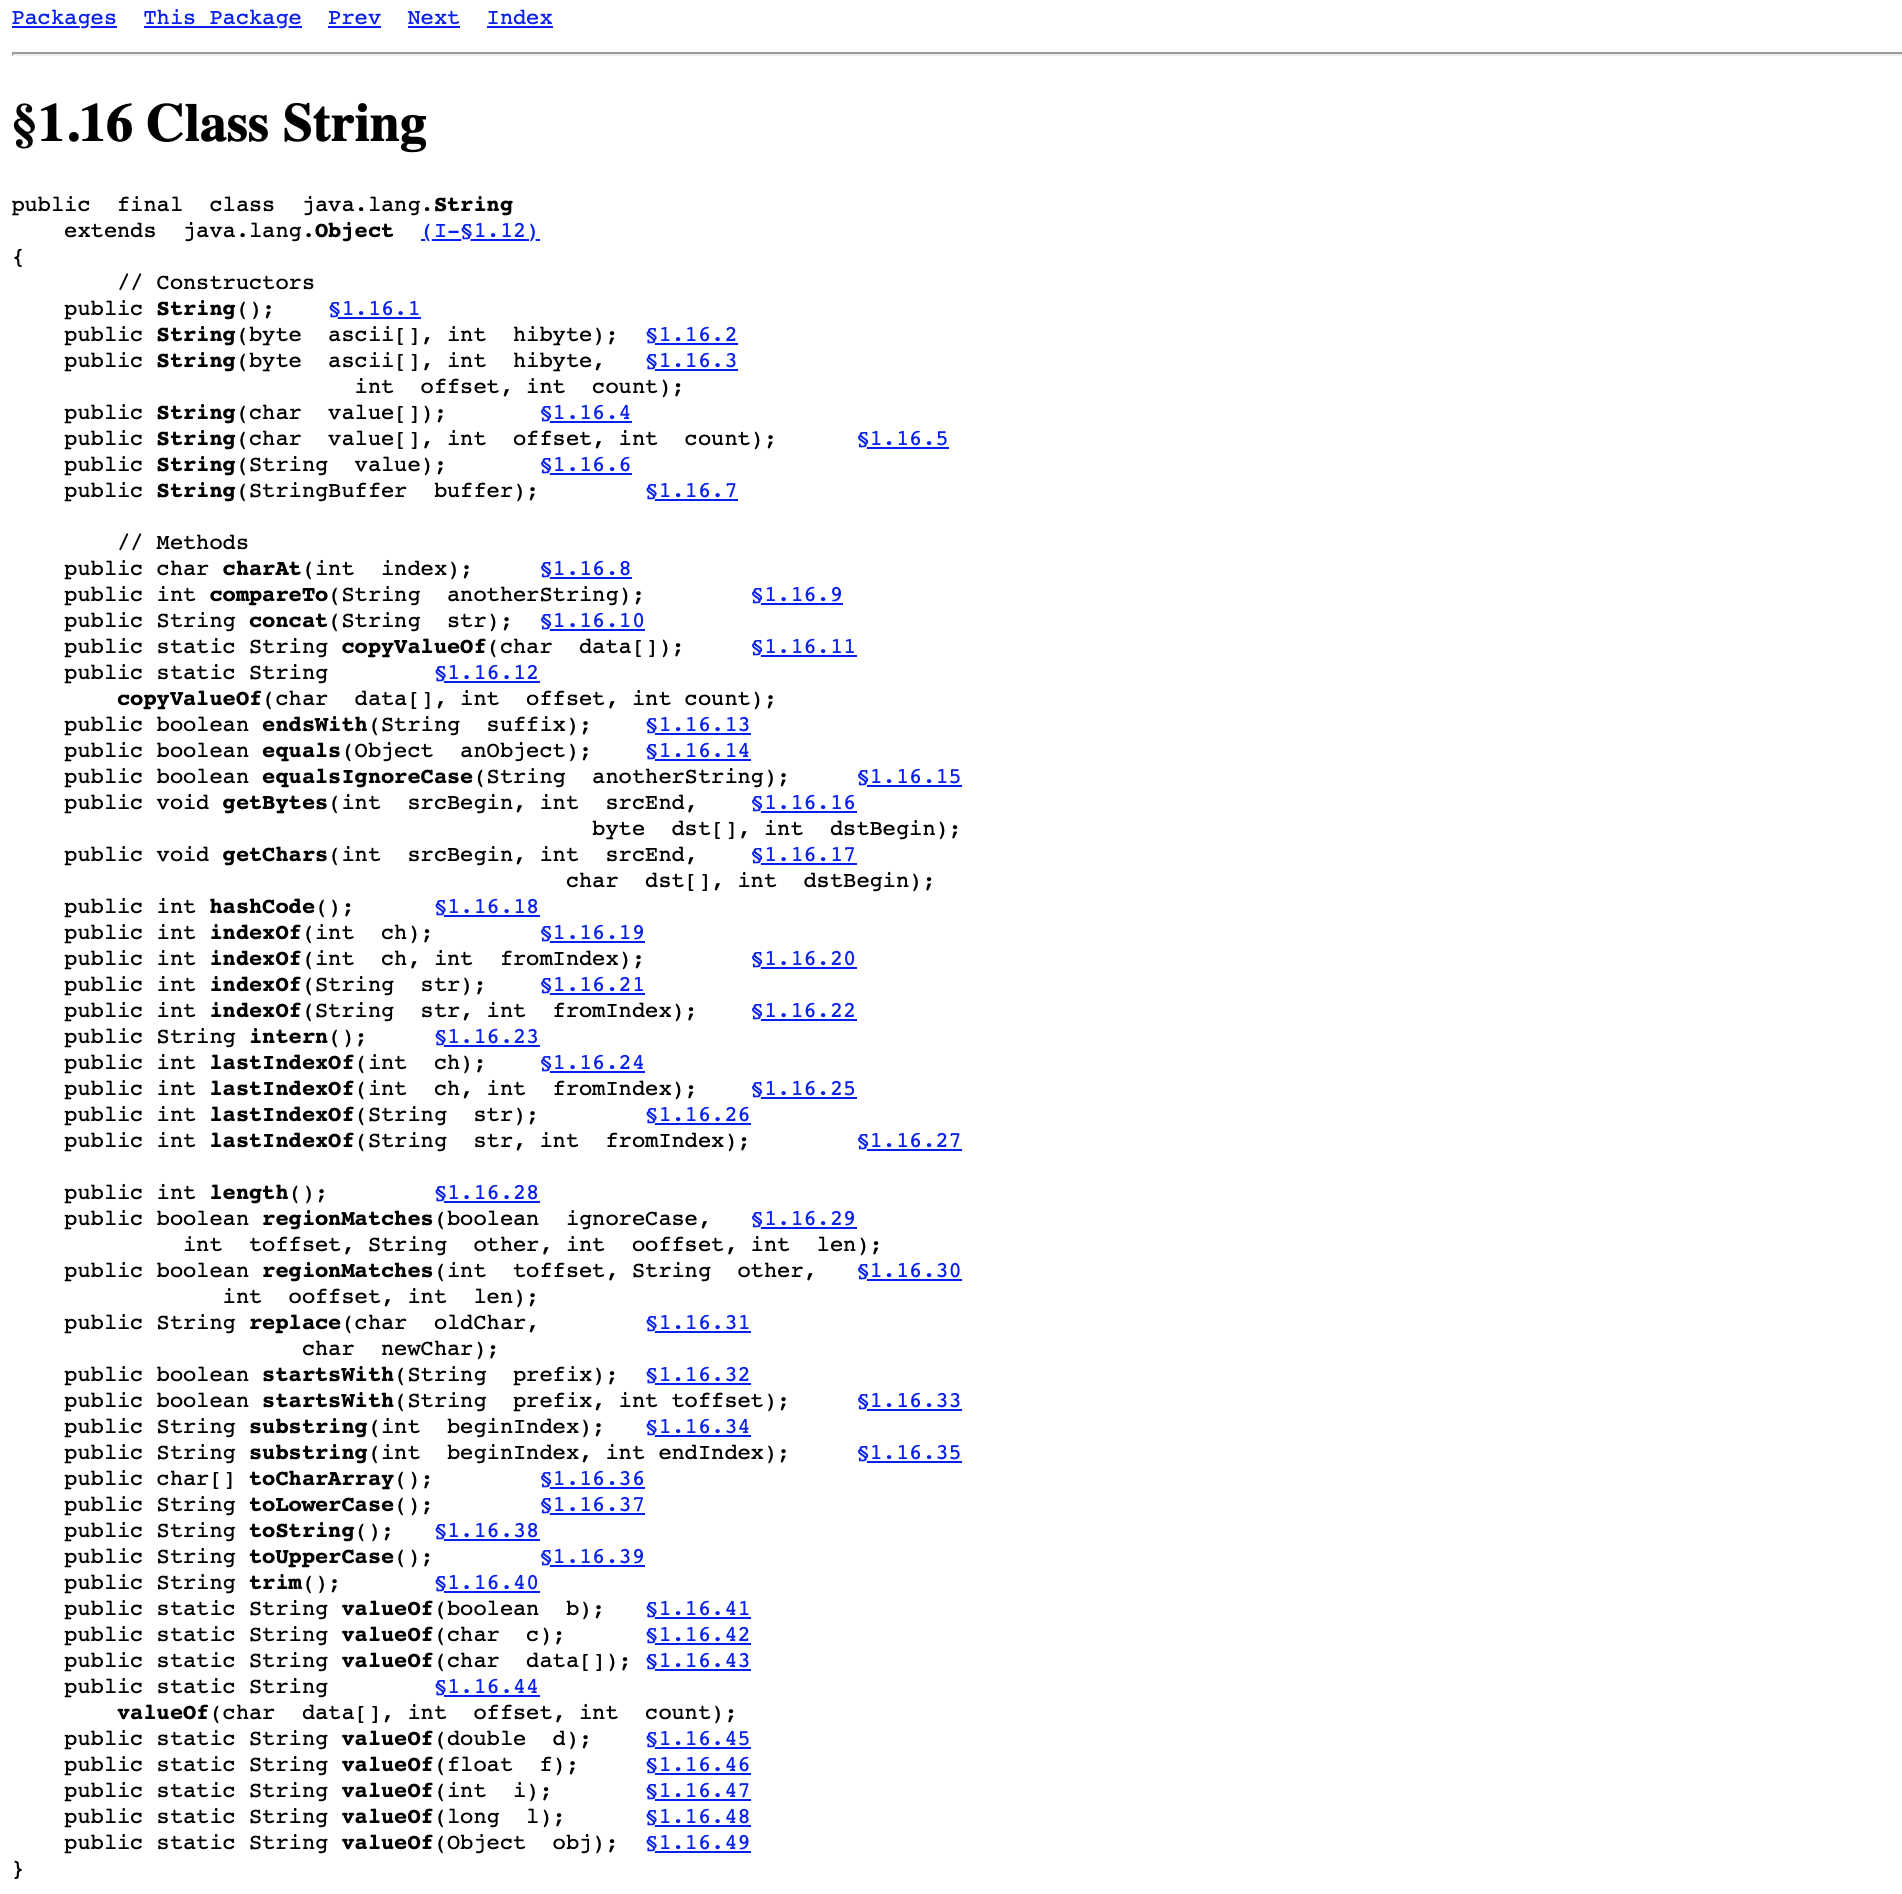 Packages This Package Prev Next Index
§1.16 Class String
public final class java.lang.String
extends java.lang.Object (I-§1.12)
{
// Constructors
public String(); §1.16.1
public String(byte ascii[], int hibyte); §1.16.2
public String(byte ascii[], int hibyte, §1.16.3
int offset, int count);
public String(char value[]); §1.16.4
public String(char value[], int offset, int count); §1.16.5
public String(String value); §1.16.6
public String(StringBuffer buffer); §1.16.7
// Methods
public char charAt(int index); §1.16.8
public int compareTo(String anotherString); §1.16.9
public String concat(String str); §1.16.10
public static String copyValueOf(char data[]); §1.16.11
public static String §1.16.12
copyValueOf(char data[], int offset, int count);
public boolean endsWith(String suffix); §1.16.13
public boolean equals(Object anObject); §1.16.14
public boolean equalsIgnoreCase(String anotherString); §1.16.15
public void getBytes(int srcBegin, int srcEnd, §1.16.16
byte dst[], int dstBegin);
public void getChars(int srcBegin, int srcEnd, §1.16.17
char dst[], int dstBegin);
public int hashCode(); §1.16.18
public int indexOf(int ch); §1.16.19
public int indexOf(int ch, int fromIndex); §1.16.20
public int indexOf(String str); §1.16.21
public int indexOf(String str, int fromIndex); §1.16.22
public String intern(); §1.16.23
public int lastIndexOf(int ch); §1.16.24
public int lastIndexOf(int ch, int fromIndex); §1.16.25
public int lastIndexOf(String str); §1.16.26
public int lastIndexOf(String str, int fromIndex); §1.16.27
public int length(); §1.16.28
public boolean regionMatches(boolean ignoreCase, §1.16.29
int toffset, String other, int ooffset, int len);
public boolean regionMatches(int toffset, String other, §1.16.30
int ooffset, int len);
public String replace(char oldChar, §1.16.31
char newChar);
public boolean startsWith(String prefix); §1.16.32
public boolean startsWith(String prefix, int toffset); §1.16.33
public String substring(int beginIndex); §1.16.34
public String substring(int beginIndex, int endIndex); §1.16.35
public char[] toCharArray(); §1.16.36
public String toLowerCase(); §1.16.37
public String toString(); §1.16.38
public String toUpperCase(); §1.16.39
public String trim(); §1.16.40
public static String valueOf(boolean b); §1.16.41
public static String valueOf(char c); §1.16.42
public static String valueOf(char data[]); §1.16.43
public static String §1.16.44
valueOf(char data[], int offset, int count);
public static String valueOf(double d); §1.16.45
public static String valueOf(float f); §1.16.46
public static String valueOf(int i); §1.16.47
public static String valueOf(long l); §1.16.48
public static String valueOf(Object obj); §1.16.49
}